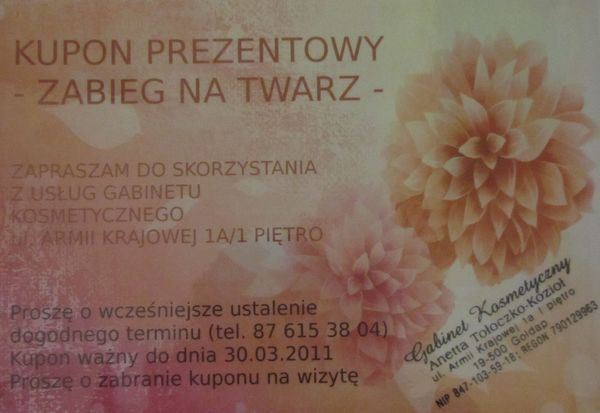 KUPON PREZENTOWY
- ZABIEG NA TWARZ -
ZAPRASZAM DO SKORZYSTANIA
Z USŁUG GABINETU
KOSMETYCZNEGO
ul. ARMII KRAJOWEJ 1A/1 PIĘTRO
Proszę o wcześniejsze ustalenie
dogodnego terminu (tel. 87 615 38 04)
Kupon ważny do dnia 30.03.2011
Proszę o zabranie kuponu na wizytę
Gabinet Kosmetyczny
Anetta Tołoczko-Kozioł
ul. Armii Krajowej 1a I piętro
19-500 Gołdap
NIP 847-103-59-18; REGON 790129963